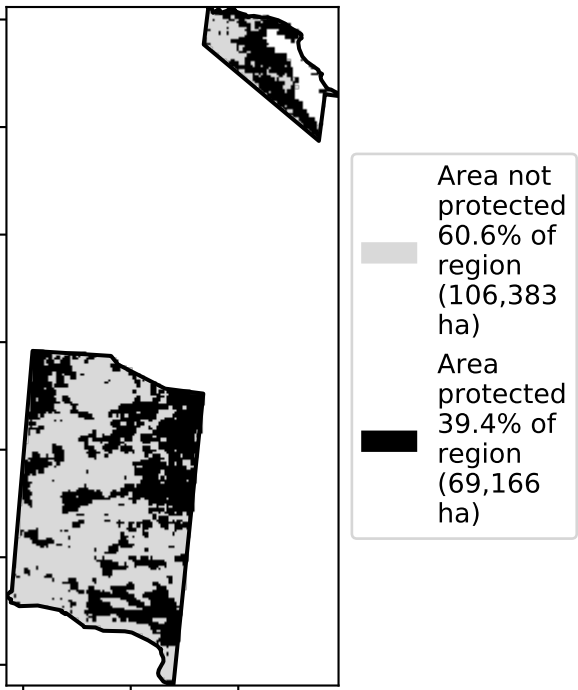 Area not
protected
60.6% of
region
(106,383
ha)
Area
protected
39.4% of
region
(69,166
ha)